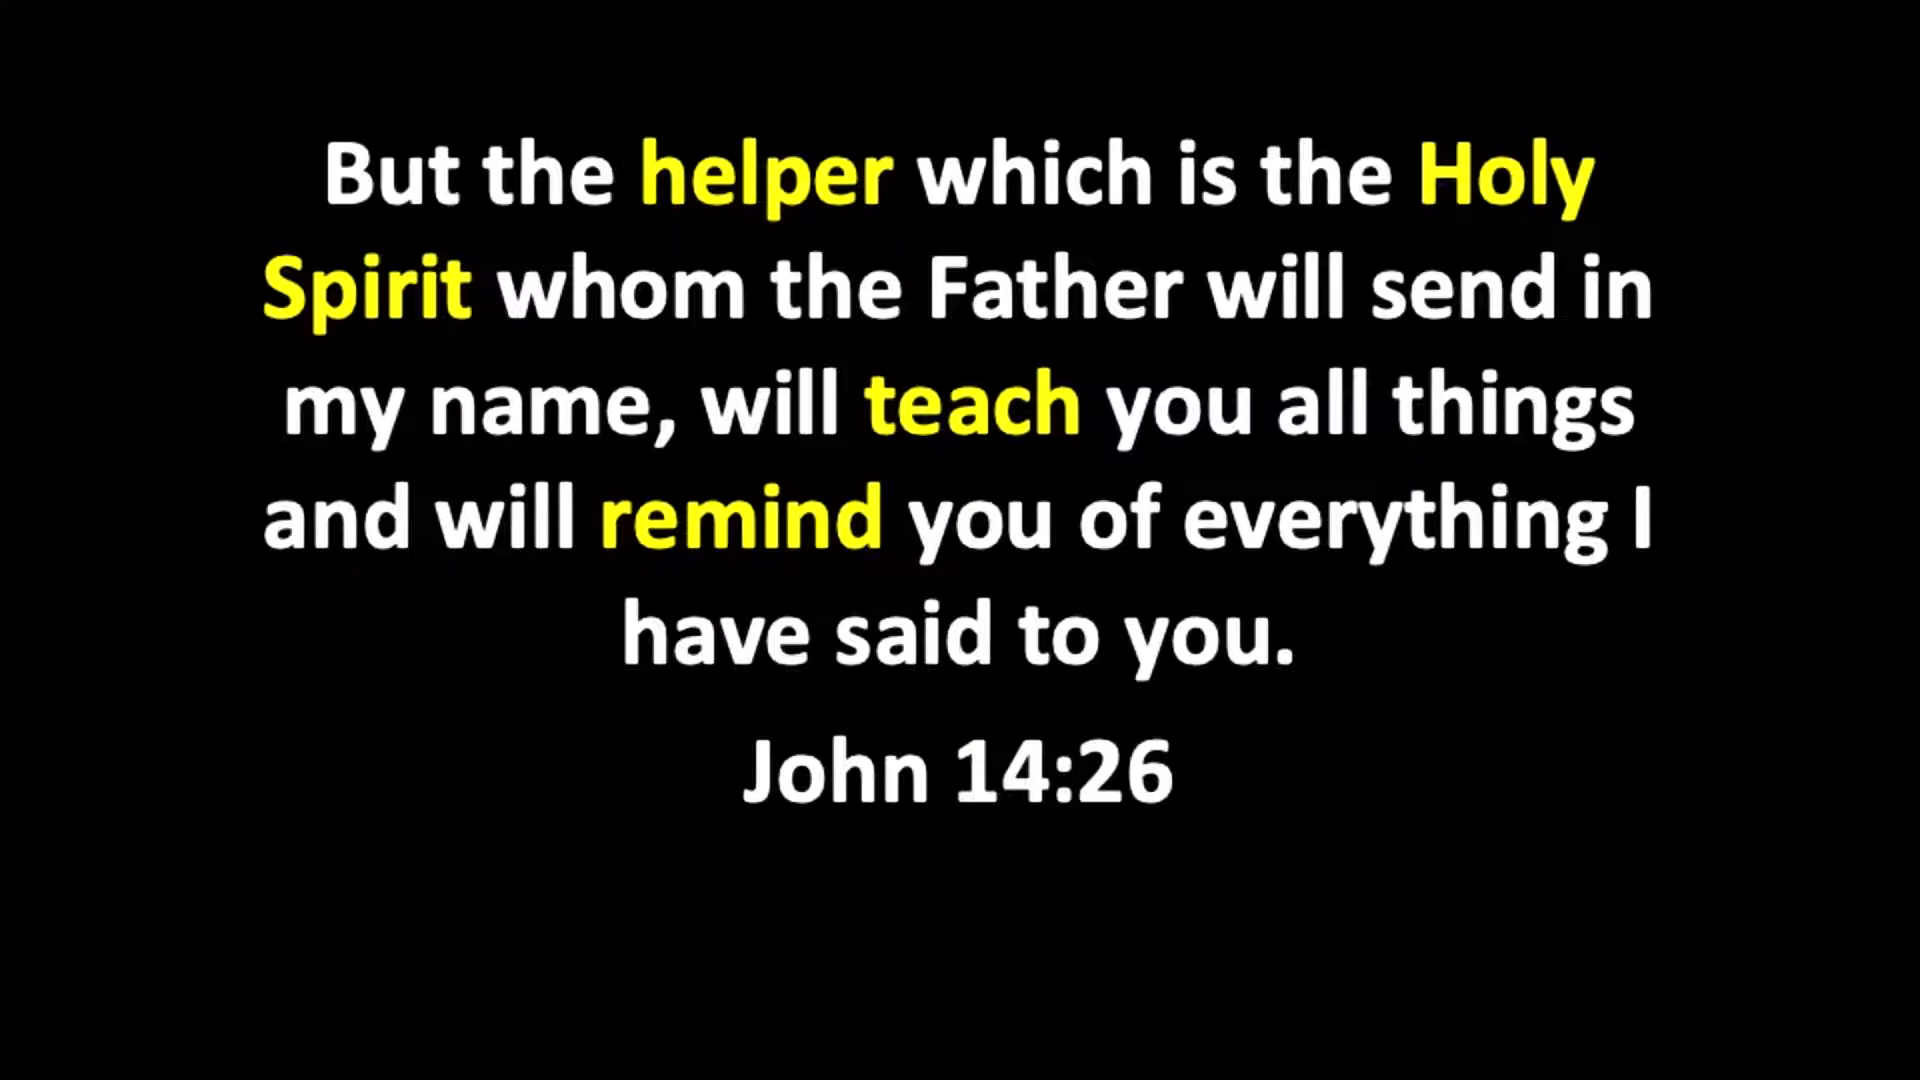 But the helper which is the Holy
Spirit whom the Father will send in
my name, will teach you all things
and will remind you of everything I
have said to you.
John 14:26